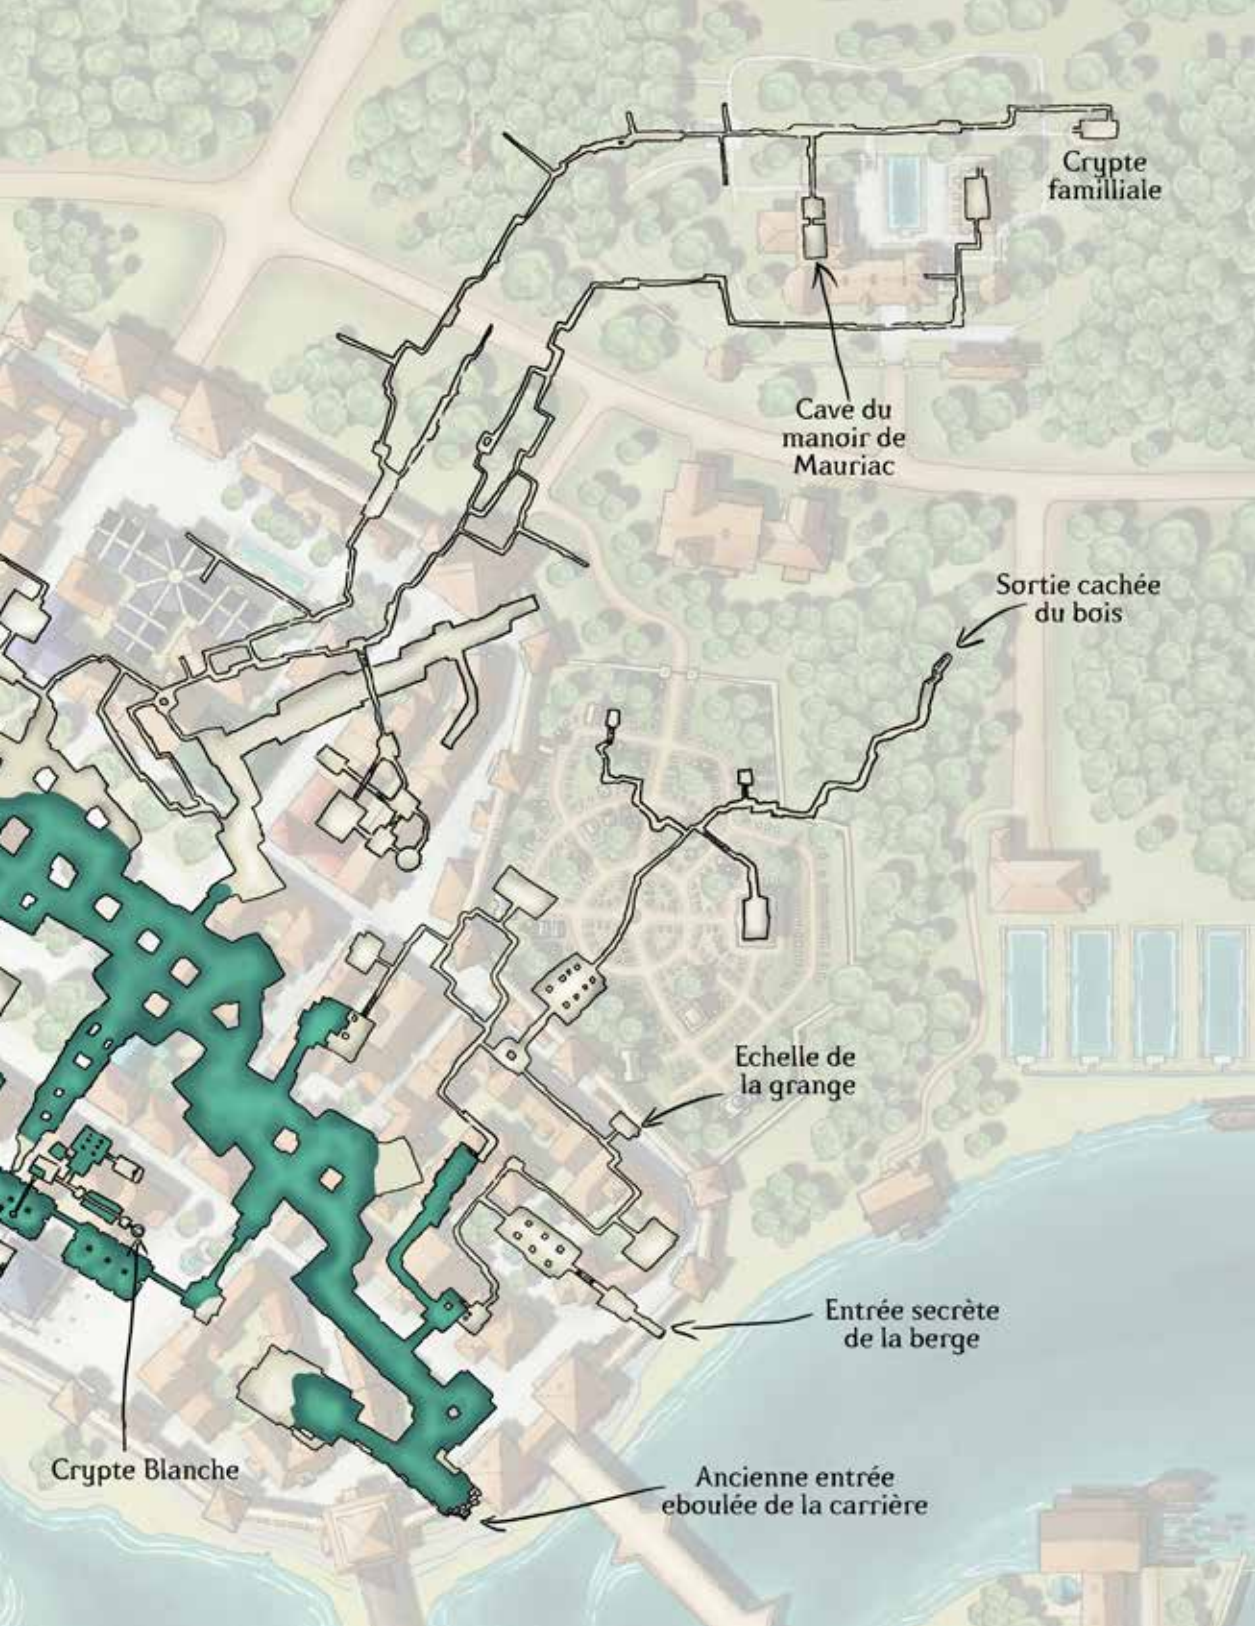 Crypte
familliale
Cave du
manoir de
Mauriac
Sortie cachée
du bois
Echelle de
la grange
Entrée secrète
de la berge
Crypte Blanche
Ancienne entrée
eboulée de la carrière